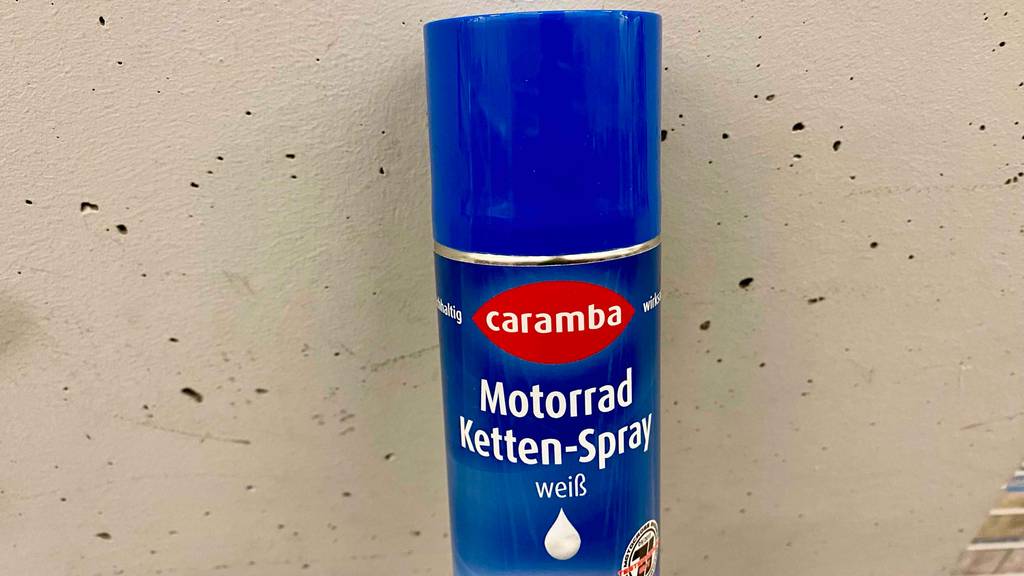 caramba
Motorrad
Ketten-Spray
weiß